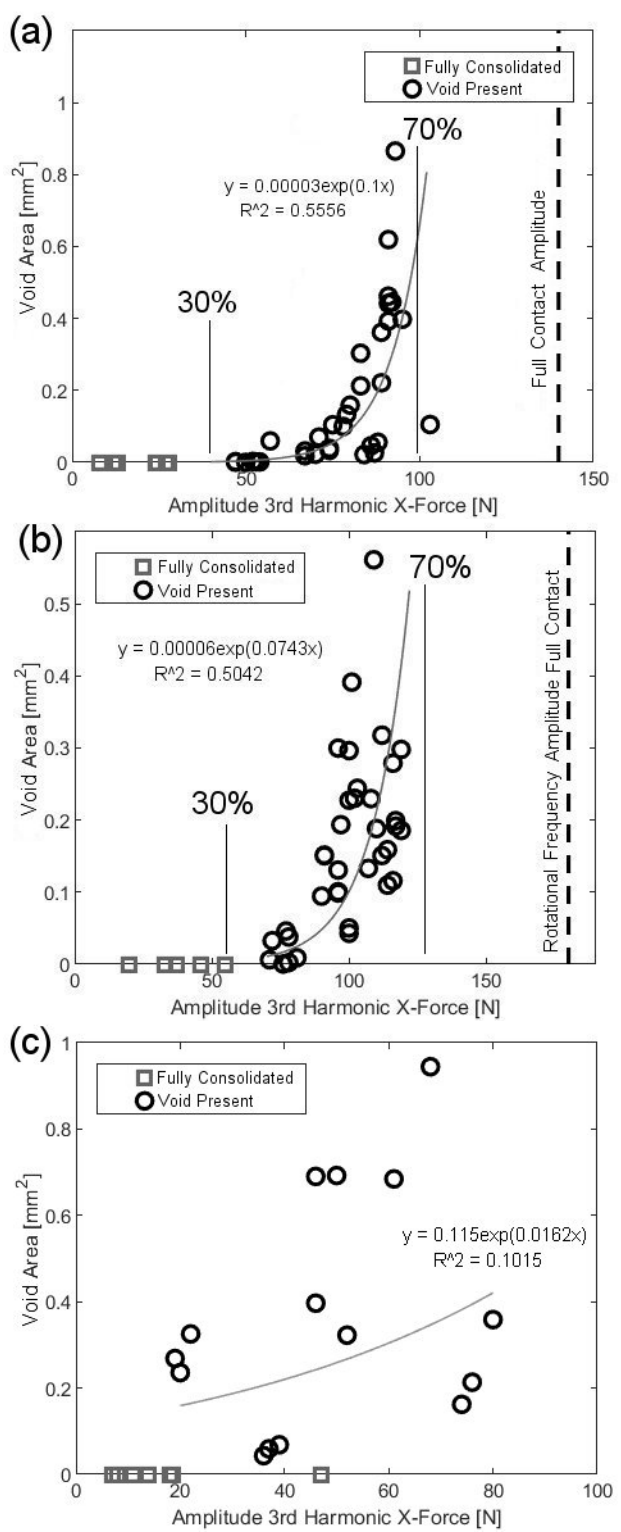 (a)
Fully Consolidated
Void Present
1
0.8
0.6
0.4
0.2
0
70%
y = 0.00003exp(0.1x)
R^2 = 0.5556
30%
Full Contact Amplitude
Void Area [mm²]
0
50
100
150
Amplitude 3rd Harmonic X-Force [N]
(b)
Fully Consolidated
Void Present
0.5
0.4
0.3
0.2
0.1
0
70%
y = 0.00006exp(0.0743x)
R^2 = 0.5042
30%
Rotational Frequency Amplitude Full Contact
Void Area [mm²]
0
50
100
150
Amplitude 3rd Harmonic X-Force [N]
(c)
Fully Consolidated
Void Present
1
0.8
0.6
0.4
0.2
0
y = 0.115exp(0.0162x)
R^2 = 0.1015
Void Area [mm²]
0
20
40
60
80
100
Amplitude 3rd Harmonic X-Force [N]